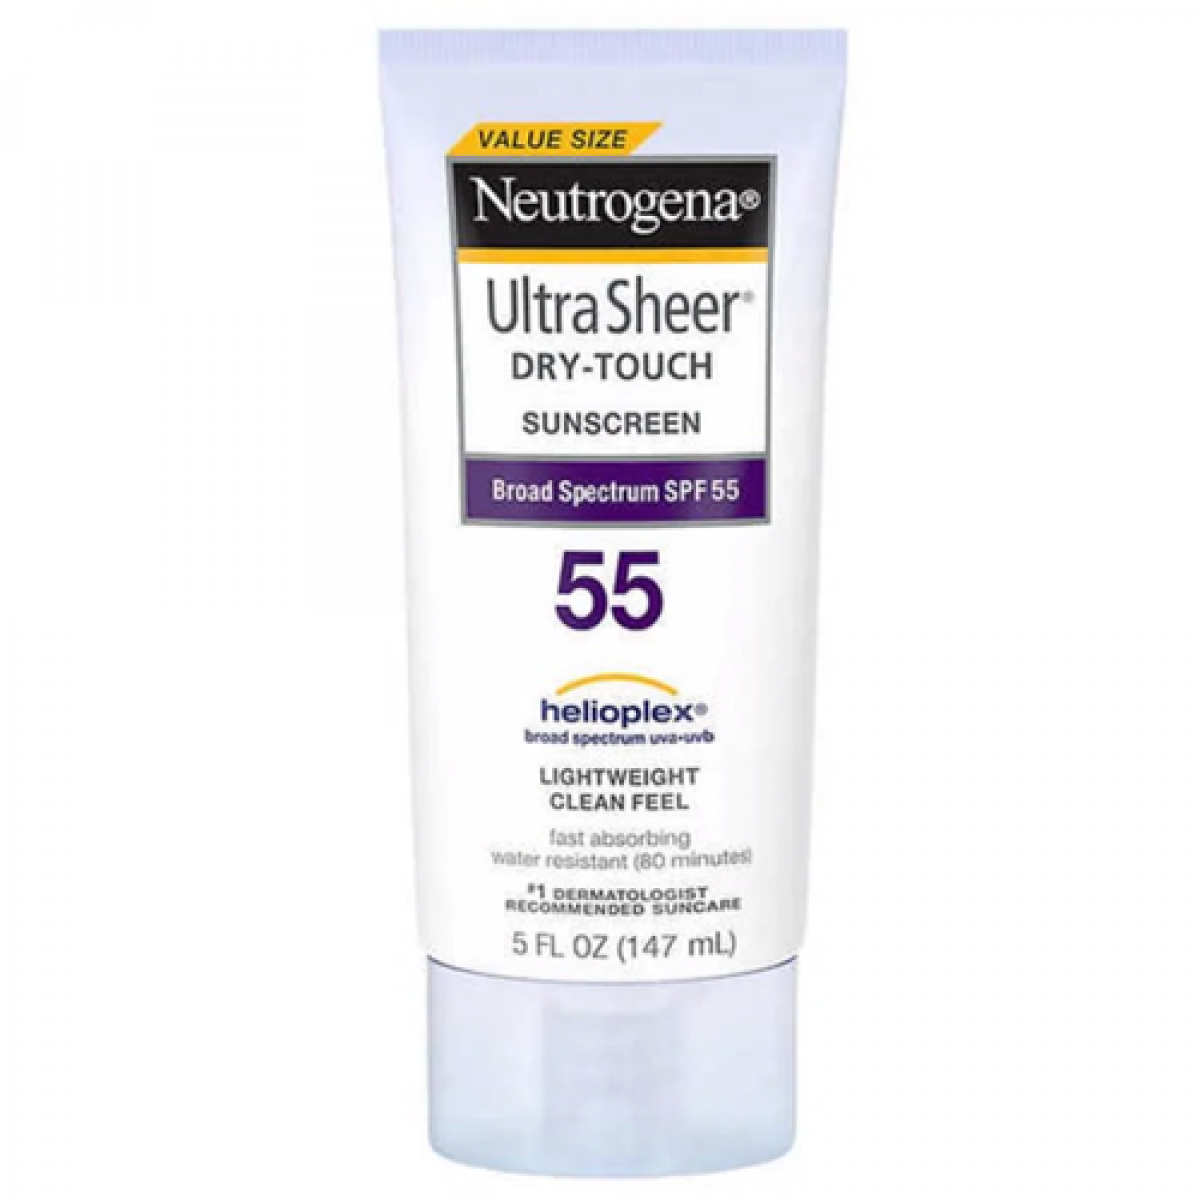 VALUE SIZE
Neutrogena®
Ultra Sheer®
DRY-TOUCH
SUNSCREEN
Broad Spectrum SPF 55
55
helioplex®
broad spectrum uva-uvb
LIGHTWEIGHT
CLEAN FEEL
fast absorbing
water resistant (80 minutes)
#1 DERMATOLOGIST
RECOMMENDED SUNCARE
5 FL OZ (147 mL)